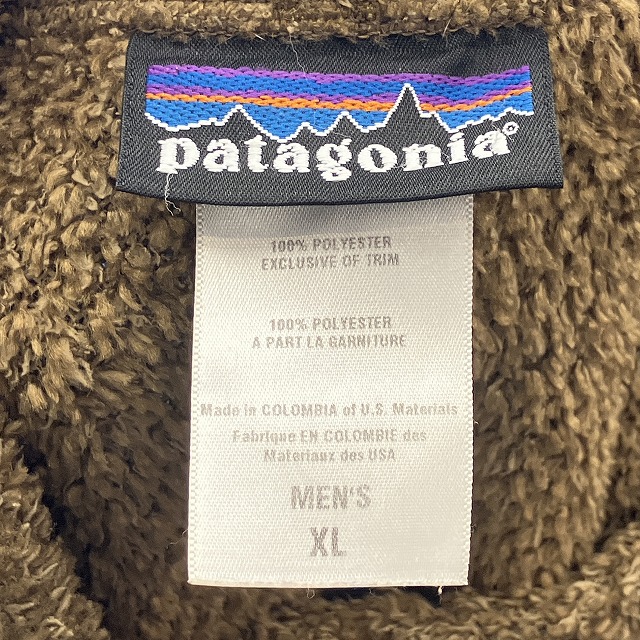 patagonia®
100% POLYESTER
EXCLUSIVE OF TRIM
100% POLYESTER
A PART LA GARNITURE
Made in COLOMBIA of U.S. Materials
Fabrique EN COLOMBIE des
Materiaux des USA
MEN'S
XL